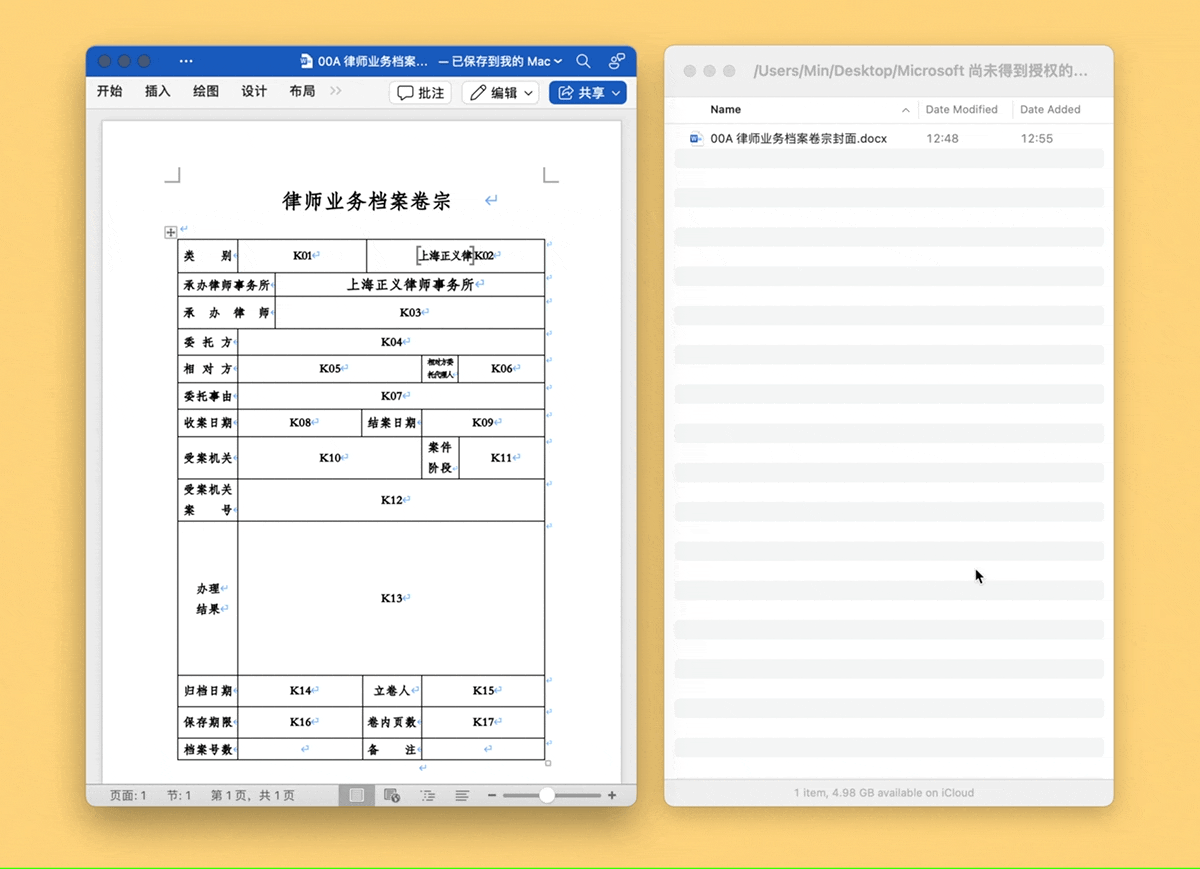 00A 律师业务档案... — 已保存到我的 Mac
开始 插入 绘图 设计 布局 >> 批注 编辑 共享
律师业务档案卷宗
类 别 K01 [上海正义律]K02
承办律师事务所 上海正义律师事务所
承 办 律 师 K03
委 托 方 K04
相 对 方 K05 相对方委托代理人 K06
委托事由 K07
收案日期 K08 结案日期 K09
受案机关 K10 案件阶段 K11
受案机关案 号 K12
办理
结果
K13
归档日期 K14 立卷人 K15
保存期限 K16 卷内页数 K17
档案号数 备 注
页面: 1 节: 1 第 1 页，共 1 页
/Users/Min/Desktop/Microsoft 尚未得到授权的...
Name Date Modified Date Added
00A 律师业务档案卷宗封面.docx 12:48 12:55
1 item, 4.98 GB available on iCloud